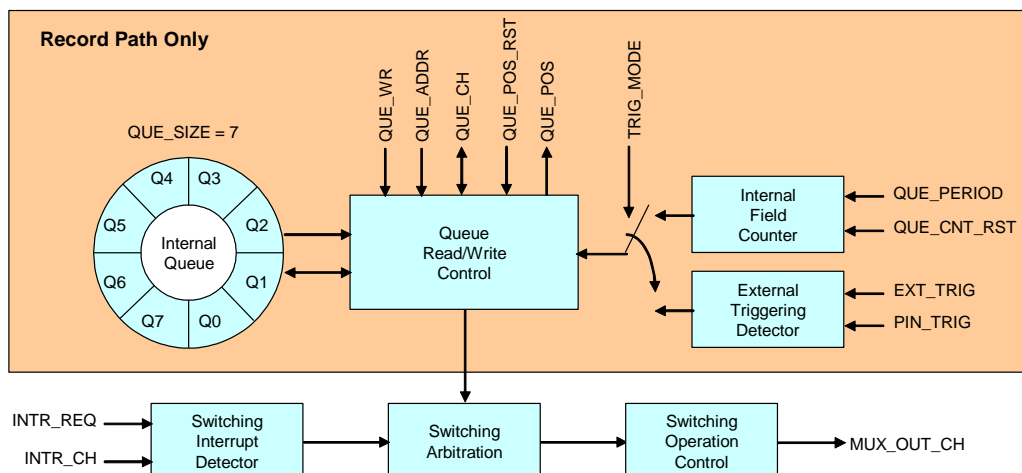 Record Path Only
QUE_WR
QUE_ADDR
QUE_CH
QUE_POS_RST
QUE_POS
TRIG_MODE
QUE_SIZE = 7
Q4
Q3
Q5
Q2
Q6
Q1
Q7
Q0
Internal
Queue
Queue
Read/Write
Control
Internal
Field
Counter
QUE_PERIOD
QUE_CNT_RST
External
Triggering
Detector
EXT_TRIG
PIN_TRIG
INTR_REQ
INTR_CH
Switching
Interrupt
Detector
Switching
Arbitration
Switching
Operation
Control
MUX_OUT_CH